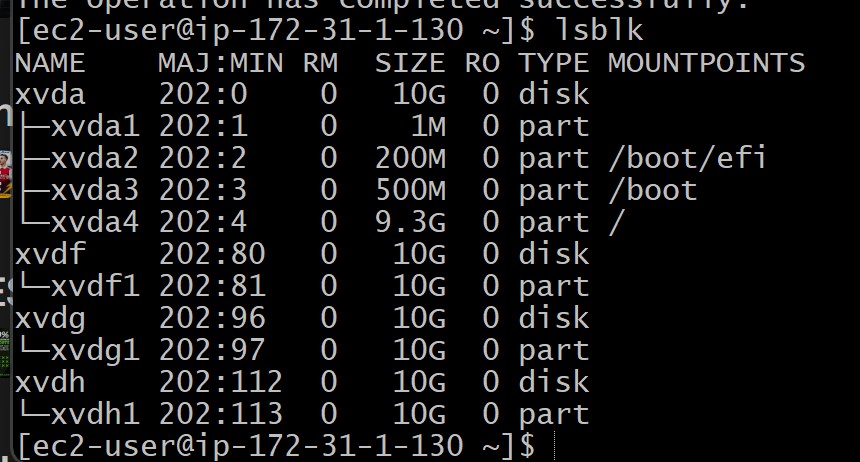 The operation has completed successfully.
[ec2-user@ip-172-31-1-130 ~]$ lsblk
NAME    MAJ:MIN RM  SIZE RO TYPE MOUNTPOINTS
xvda    202:0    0   10G  0 disk
├─xvda1 202:1    0    1M  0 part
├─xvda2 202:2    0  200M  0 part /boot/efi
├─xvda3 202:3    0  500M  0 part /boot
└─xvda4 202:4    0  9.3G  0 part /
xvdf    202:80   0   10G  0 disk
└─xvdf1 202:81   0   10G  0 part
xvdg    202:96   0   10G  0 disk
└─xvdg1 202:97   0   10G  0 part
xvdh    202:112  0   10G  0 disk
└─xvdh1 202:113  0   10G  0 part
[ec2-user@ip-172-31-1-130 ~]$